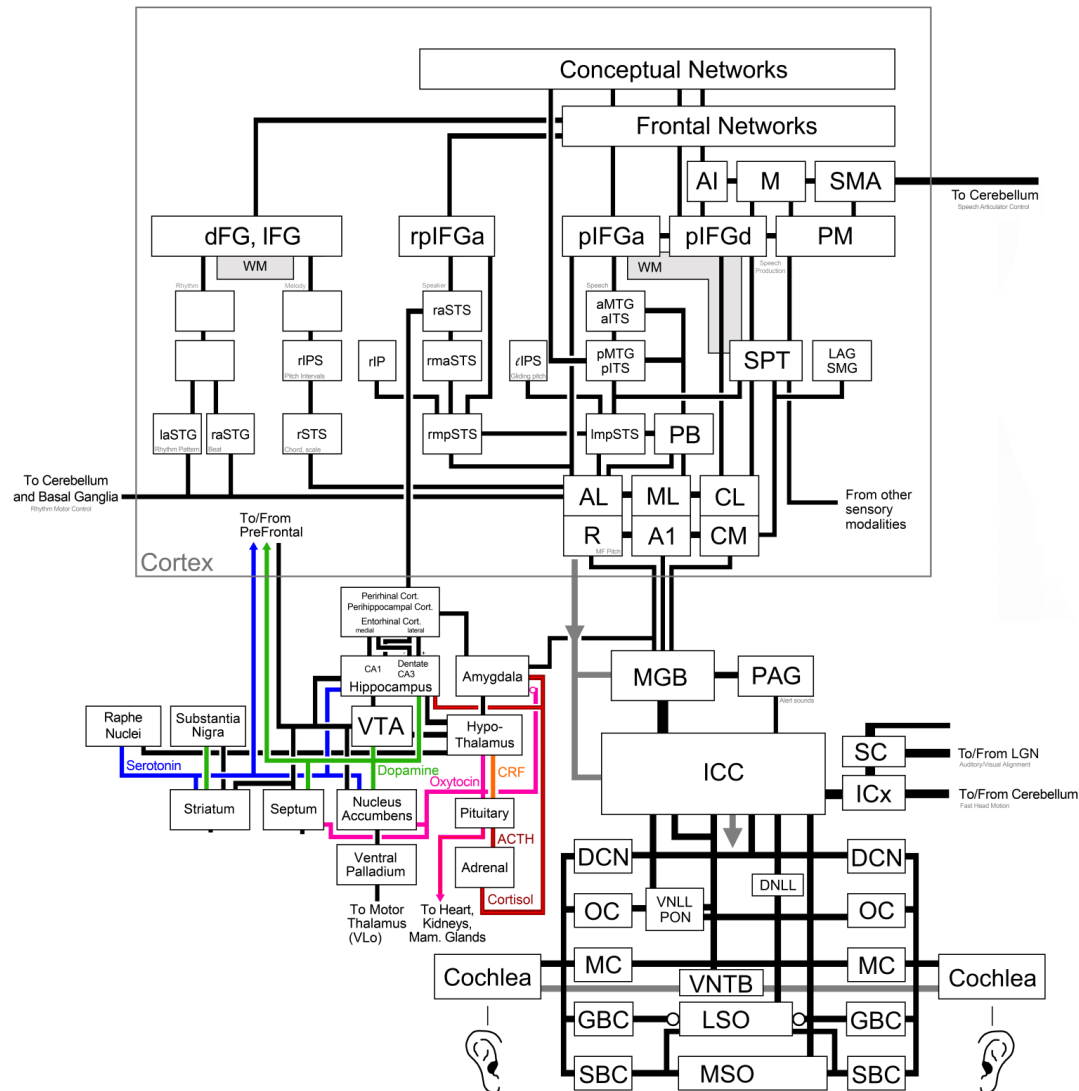 Conceptual Networks
Frontal Networks
AI
M
SMA
To Cerebellum
Speech Articulator Control
dFG, IFG
rpIFGa
pIFGa
pIFGd
PM
WM
WM
Speech
Production
Rhythm
Melody
Speaker
Speech
raSTS
aMTG
aITS
rIPS
Pitch Intervals
rIP
rmaSTS
ℓIPS
Gliding pitch
pMTG
pITS
SPT
LAG
SMG
laSTG
Rhythm Pattern
raSTG
Beat
rSTS
Chord, scale
rmpSTS
lmpSTS
PB
To Cerebellum
and Basal Ganglia
Rhythm Motor Control
AL
ML
CL
From other
sensory
modalities
R
MF Pitch
A1
CM
To/From
PreFrontal
Cortex
Perirhinal Cort.
Perihippocampal Cort.
Entorhinal Cort.
medial
lateral
- +
CA1
Dentate
CA3
Hippocampus
Amygdala
MGB
PAG
Alert sounds
Raphe
Nuclei
Substantia
Nigra
VTA
Hypo-
Thalamus
SC
To/From LGN
Auditory/Visual Alignment
Serotonin
Dopamine
Oxytocin
CRF
ICC
ICx
To/From Cerebellum
Fast Head Motion
Striatum
Septum
Nucleus
Accumbens
Pituitary
ACTH
Ventral
Palladium
Adrenal
Cortisol
DCN
DCN
DNLL
To Motor
Thalamus
(VLo)
To Heart,
Kidneys,
Mam. Glands
OC
VNLL
PON
OC
MC
MC
Cochlea
VNTB
Cochlea
GBC
LSO
GBC
SBC
MSO
SBC